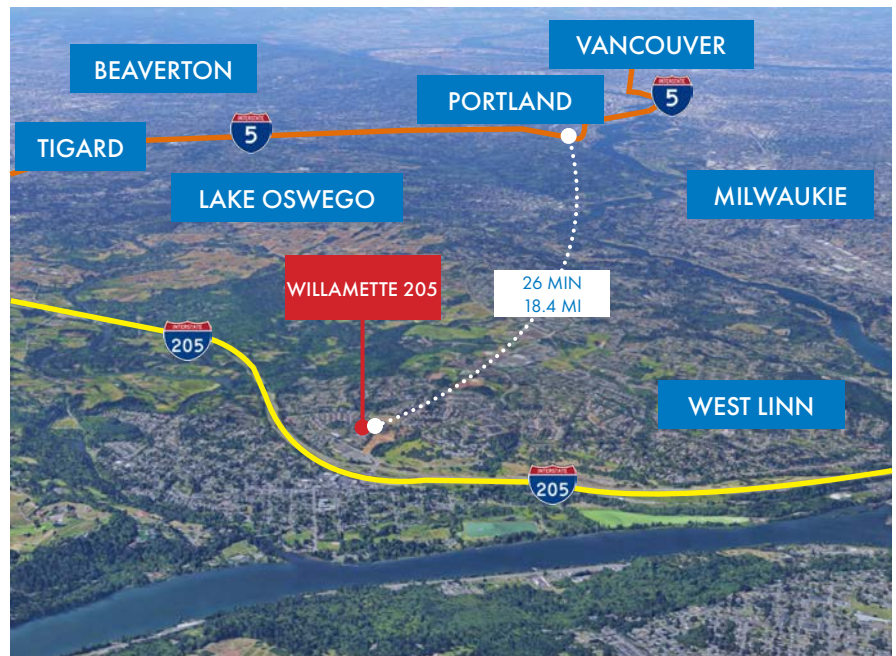 VANCOUVER
BEAVERTON
PORTLAND
INTERSTATE
5
INTERSTATE
5
TIGARD
LAKE OSWEGO
MILWAUKIE
WILLAMETTE 205
26 MIN
18.4 MI
INTERSTATE
205
WEST LINN
INTERSTATE
205